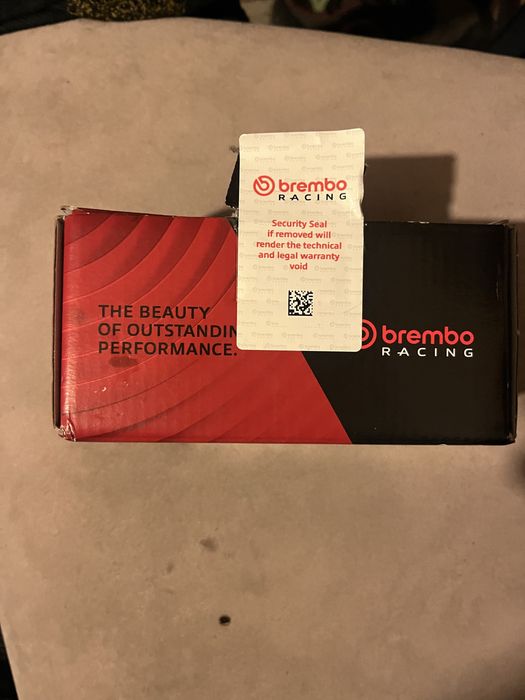 brembo
RACING
Security Seal
if removed will
render the technical
and legal warranty
void
THE BEAUTY
OF OUTSTANDIN
PERFORMANCE.
brembo
RACING